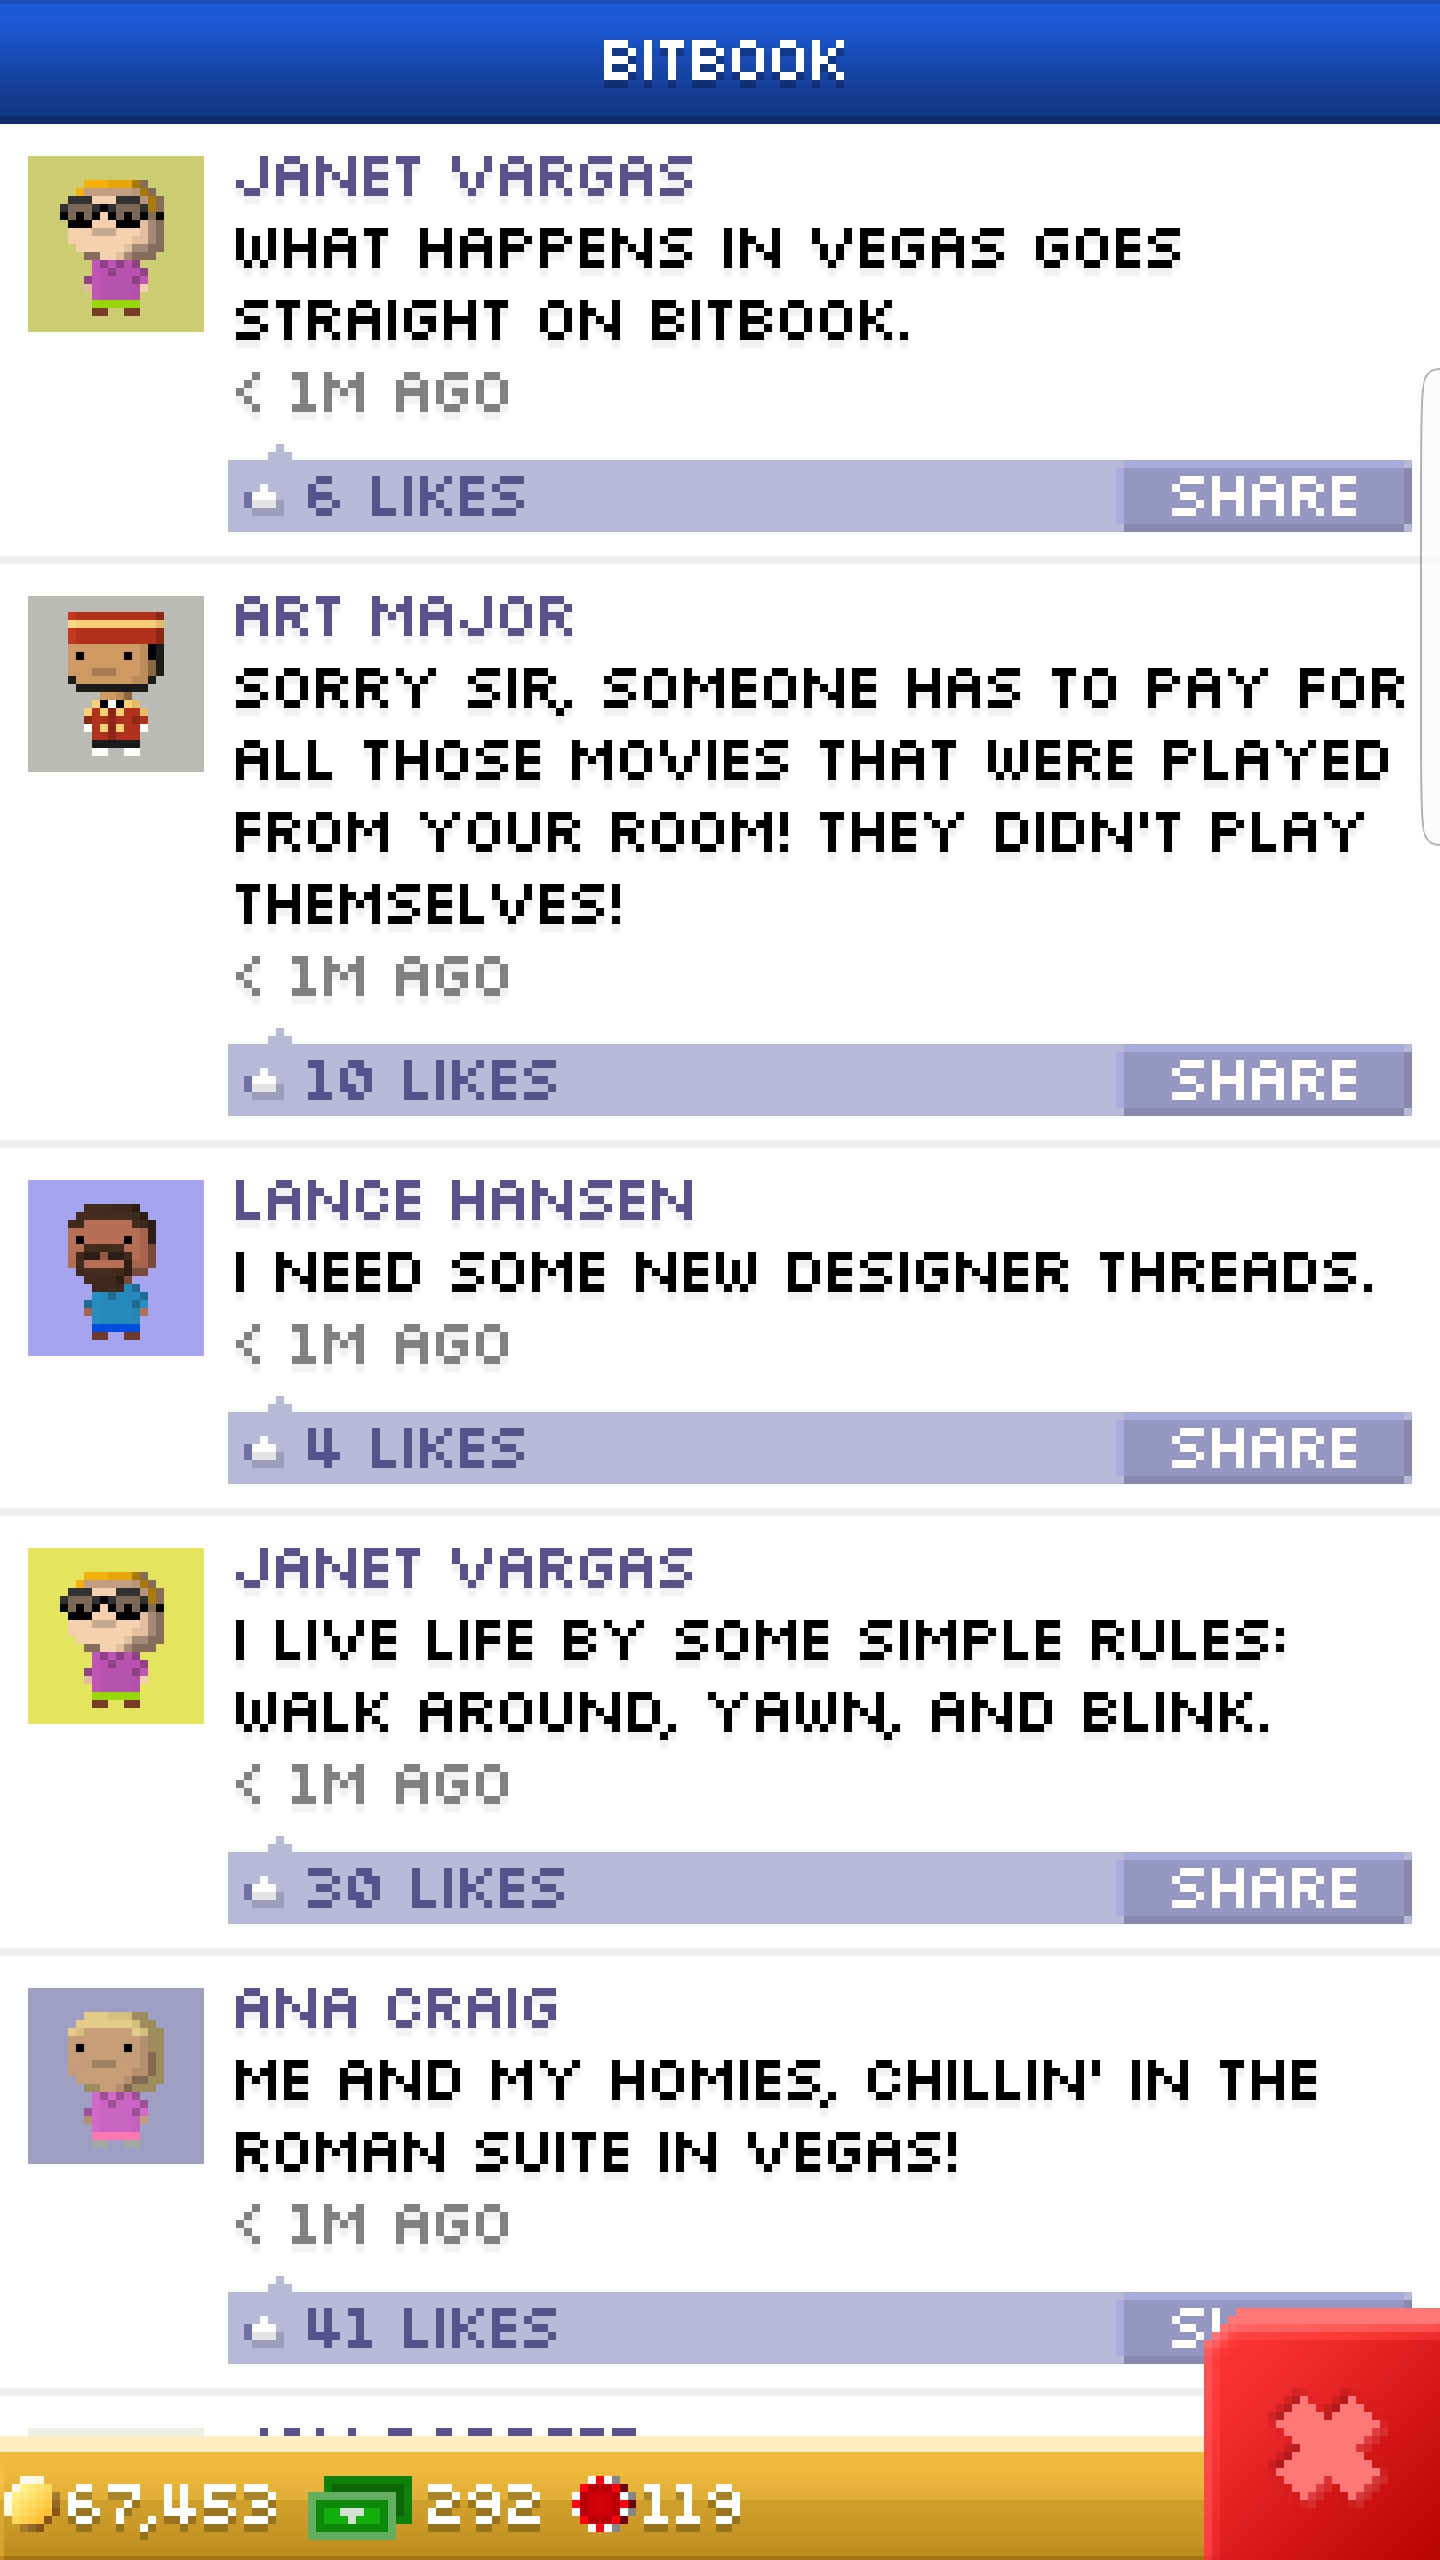 BITBOOK
JANET VARGAS
WHAT HAPPENS IN VEGAS GOES
STRAIGHT ON BITBOOK.
< 1M AGO
6 LIKES SHARE
ART MAJOR
SORRY SIR, SOMEONE HAS TO PAY FOR
ALL THOSE MOVIES THAT WERE PLAYED
FROM YOUR ROOM! THEY DIDN'T PLAY
THEMSELVES!
< 1M AGO
10 LIKES SHARE
LANCE HANSEN
I NEED SOME NEW DESIGNER THREADS.
< 1M AGO
4 LIKES SHARE
JANET VARGAS
I LIVE LIFE BY SOME SIMPLE RULES:
WALK AROUND, YAWN, AND BLINK.
< 1M AGO
30 LIKES SHARE
ANA CRAIG
ME AND MY HOMIES, CHILLIN' IN THE
ROMAN SUITE IN VEGAS!
< 1M AGO
41 LIKES
67,453 292 119